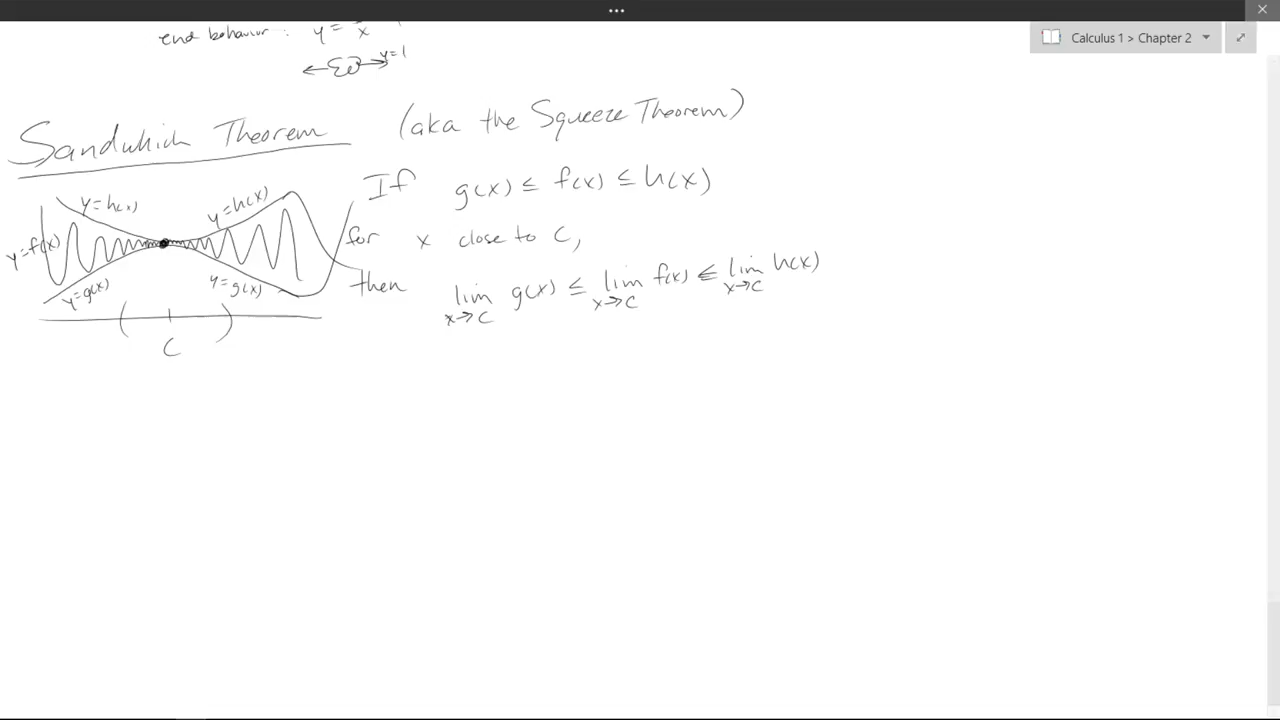 end behavior: y =
x
y=1
Calculus 1 > Chapter 2
Sandwhich Theorem (aka the Squeeze Theorem)
y=h(x) y=h(x)
y=f(x)
y=g(x) y=g(x)
C
If g(x) ≤ f(x) ≤ h(x)
for x close to C,
then lim x→C g(x) ≤ lim x→C f(x) ≤ lim x→C h(x)